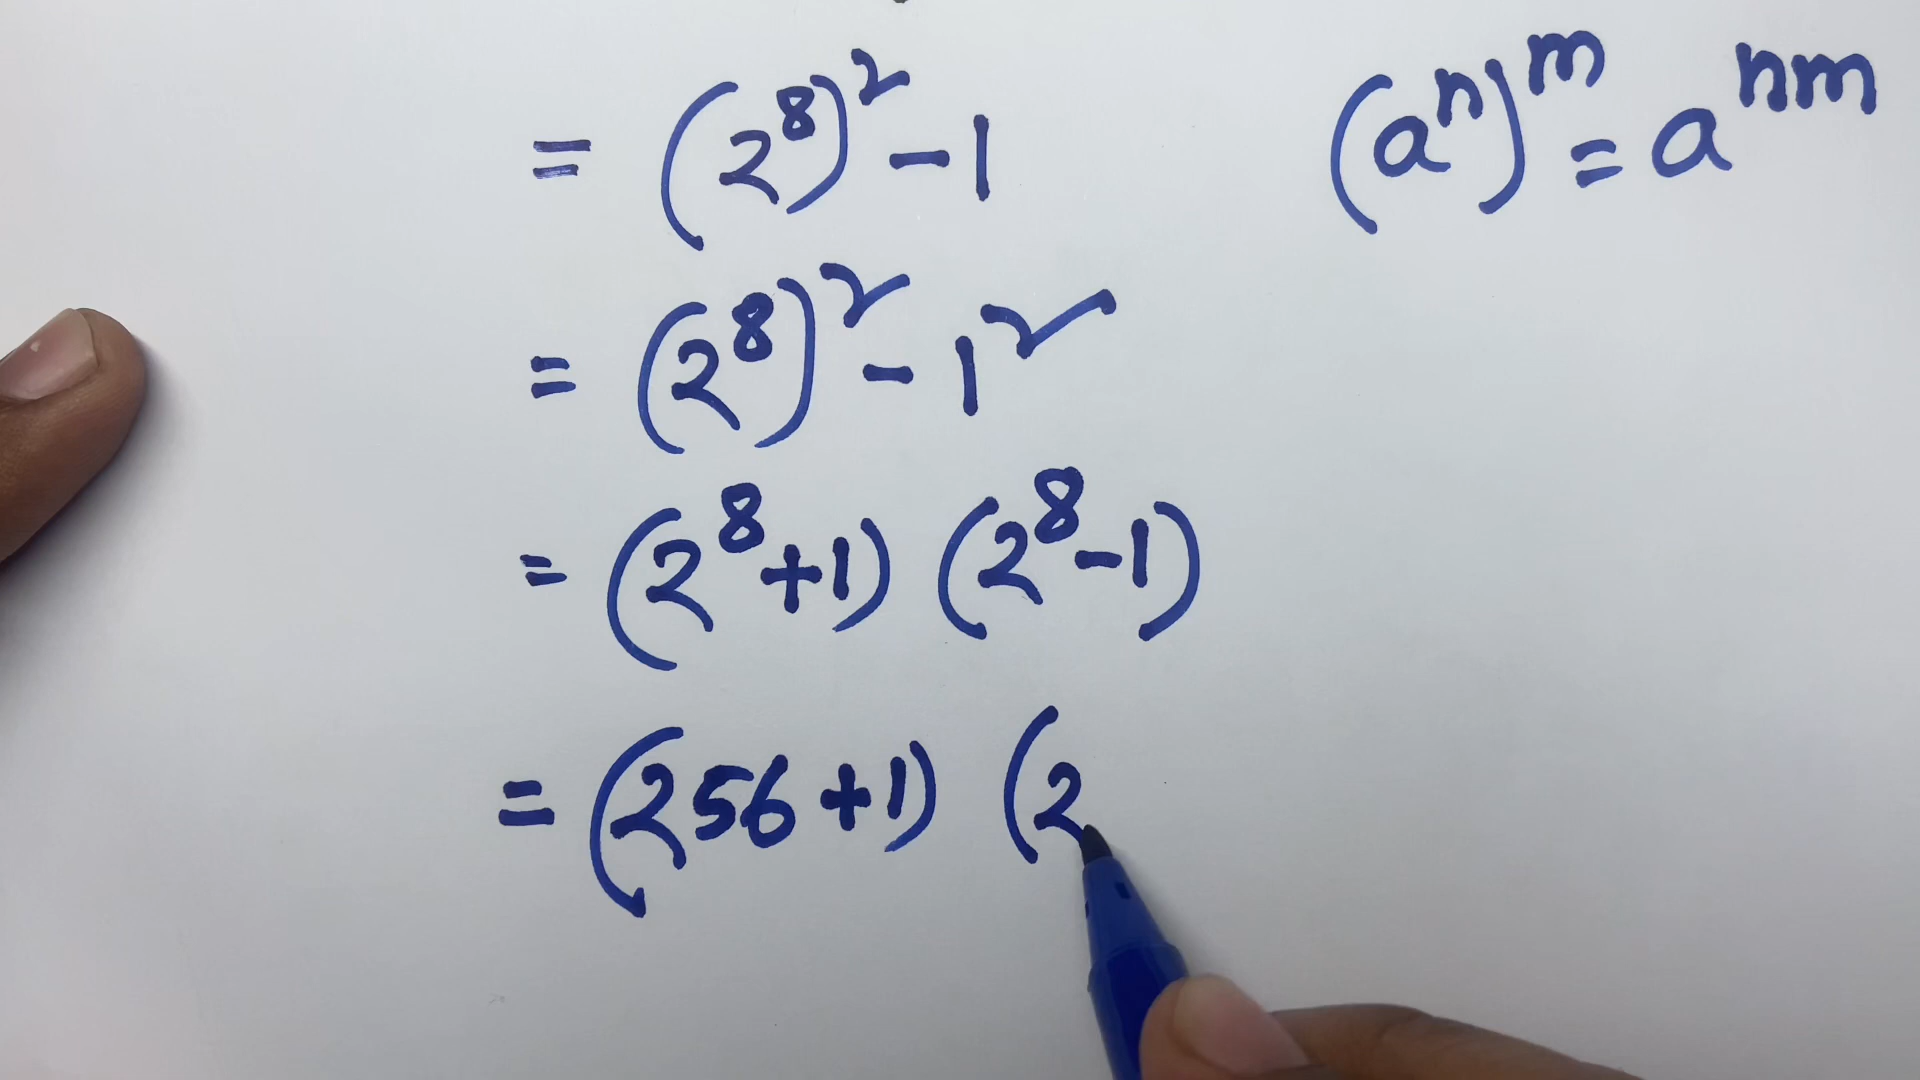 = (2⁸)² - 1
(aⁿ)ᵐ = aⁿᵐ
= (2⁸)² - 1²
= (2⁸+1) (2⁸-1)
= (256+1) (2